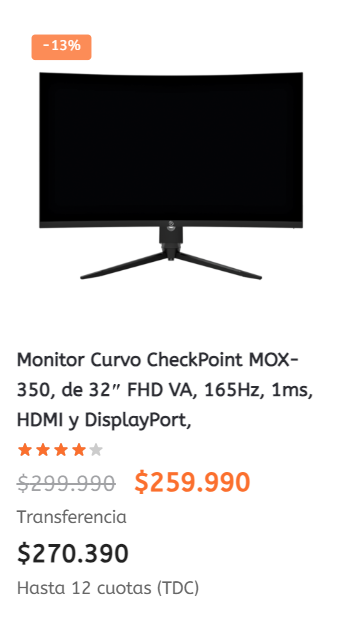 -13%
Monitor Curvo CheckPoint MOX-
350, de 32″ FHD VA, 165Hz, 1ms,
HDMI y DisplayPort,
$299.990 $259.990
Transferencia
$270.390
Hasta 12 cuotas (TDC)